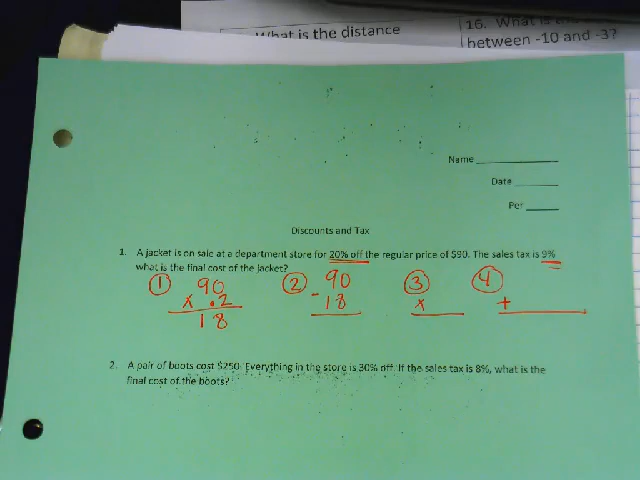 What is the distance
16. What is
between -10 and -3?
Name
Date
Per
Discounts and Tax
1. A jacket is on sale at a department store for 20% off the regular price of $90. The sales tax is 9%
what is the final cost of the jacket?
1 90 2 90 3 4
x .2 - 18 x +
18
2. A pair of boots cost $250. Everything in the store is 30% off. If the sales tax is 8%, what is the
final cost of the boots?